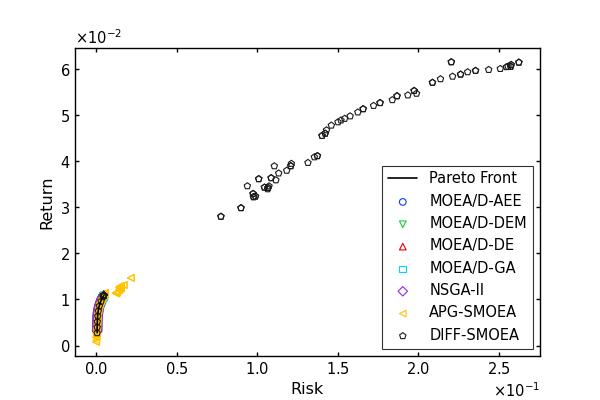 ×10⁻²
6
5
4
3
2
1
0
Return
0.0 0.5 1.0 1.5 2.0 2.5
Risk
×10⁻¹
Pareto Front
MOEA/D-AEE
MOEA/D-DEM
MOEA/D-DE
MOEA/D-GA
NSGA-II
APG-SMOEA
DIFF-SMOEA